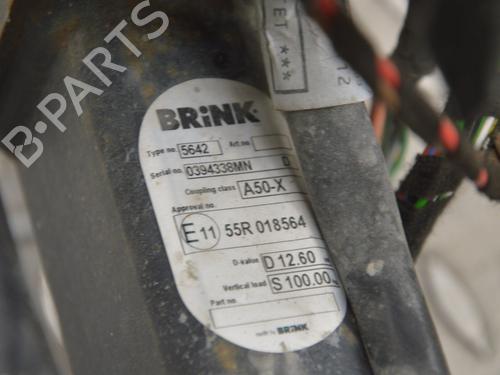 B-PARTS
ET ***
BRiNK
Type no. 5642 Art.no.
Serial no. 0394338MN D
Coupling class A50-X
Approval no.
E11 55R 018564
D-value D 12.60
Vertical load S 100.00
Part no.
made by BRiNK